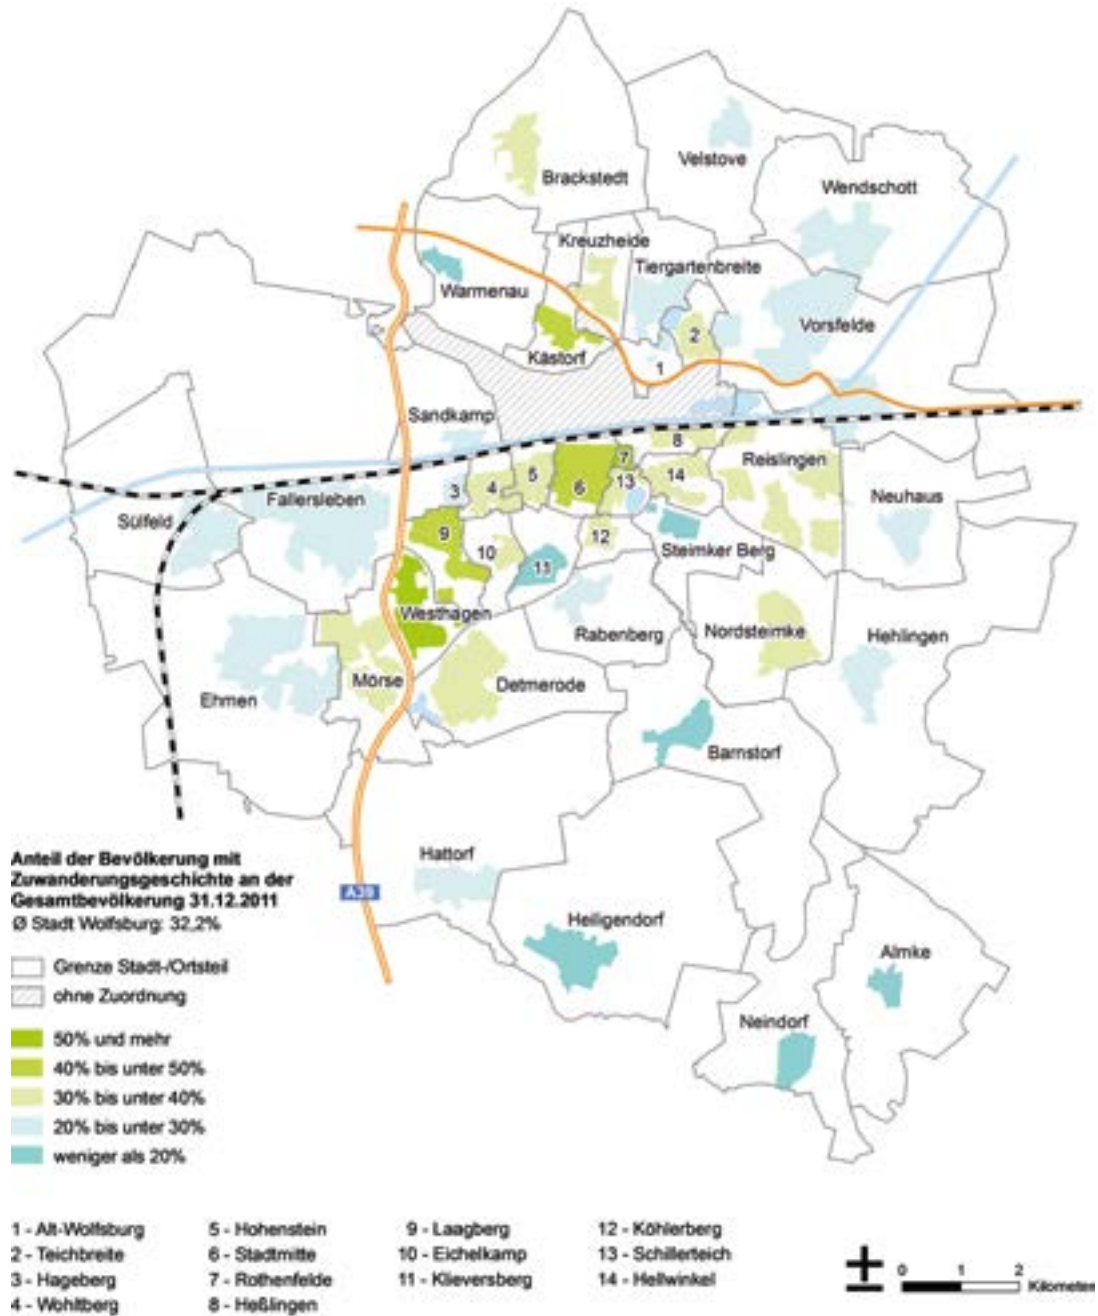 Brackstedt
Velstove
Wendschott
Kreuzheide
Tiergartenbreite
Warmenau
Vorsfelde
Kästorf
2
1
Sandkamp
8
Reislingen
Fallersleben
3
4
5
6
7
13
14
Neuhaus
Sülfeld
9
10
11
12
Steimker Berg
Westhagen
Rabenberg
Nordsteimke
Hehlingen
Ehmen
Mörse
Detmerode
Barnstorf
Hattorf
A39
Heiligendorf
Almke
Neindorf
Anteil der Bevölkerung mit
Zuwanderungsgeschichte an der
Gesamtbevölkerung 31.12.2011
Ø Stadt Wolfsburg: 32,2%
Grenze Stadt-/Ortsteil
ohne Zuordnung
50% und mehr
40% bis unter 50%
30% bis unter 40%
20% bis unter 30%
weniger als 20%
1 - Alt-Wolfsburg
2 - Teichbreite
3 - Hageberg
4 - Wohltberg
5 - Hohenstein
6 - Stadtmitte
7 - Rothenfelde
8 - Heßlingen
9 - Laagberg
10 - Eichelkamp
11 - Klieversberg
12 - Köhlerberg
13 - Schillerteich
14 - Hellwinkel
0 1 2
Kilometer